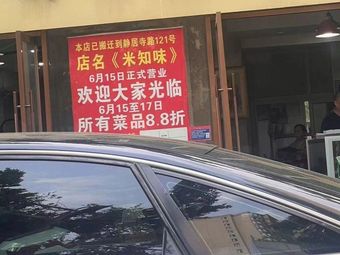 本店已搬迁到静居寺路121号
店名《米知味》
6月15日正式营业
欢迎大家光临
6月15至17日
所有菜品8.8折